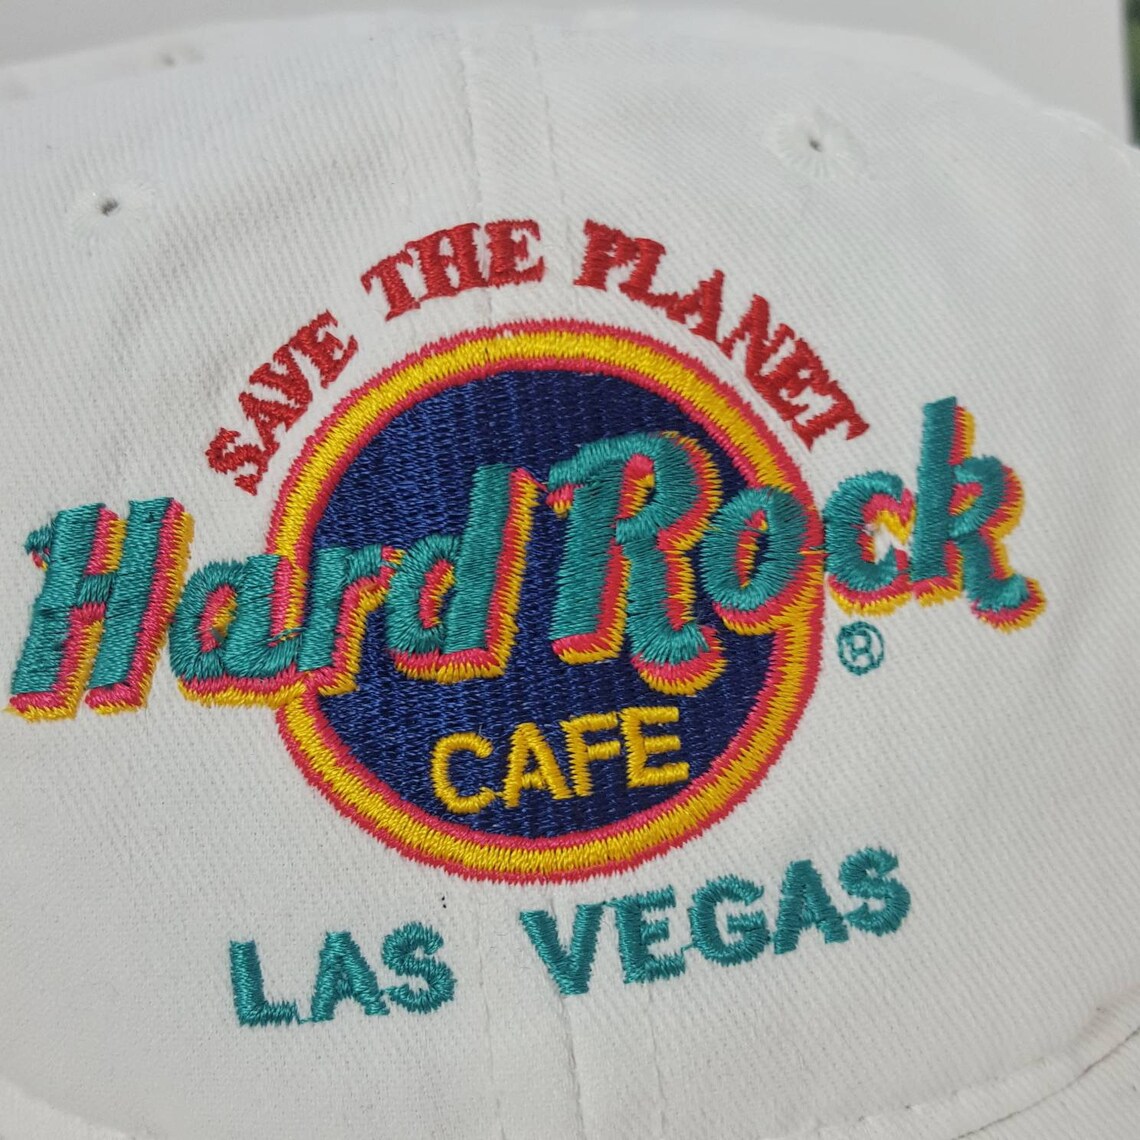 SAVE THE PLANET
Hard Rock
®
CAFE
LAS VEGAS